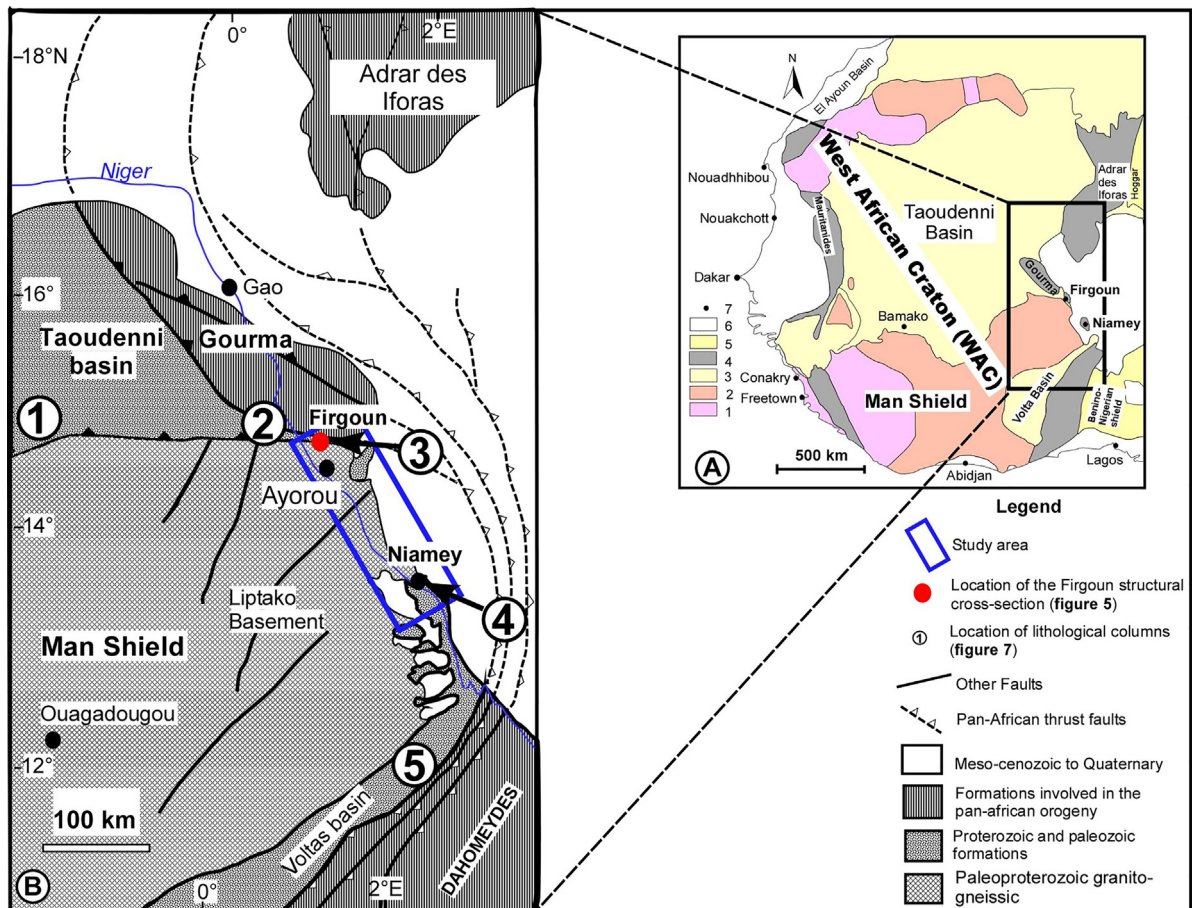 0°
2°E
18°N
Adrar des
Iforas
Niger
16°
Gao
Taoudenni
basin
Gourma
1
2
Firgoun
3
Ayorou
14°
Niamey
Liptako
Basement
4
Man Shield
Ouagadougou
12°
5
100 km
Voltas basin
DAHOMEYDES
B
0°
2°E
N
El Ayoun Basin
West African Craton (WAC)
Nouadhhibou
Adrar
des
Iforas
Hoggar
Mauritanides
Taoudenni
Basin
Nouakchott
Dakar
Gourma
Firgoun
7
6
5
4
3
2
1
Bamako
Niamey
Conakry
Freetown
Man Shield
Volta Basin
Benino-
Nigerian
shield
A
500 km
Abidjan
Lagos
Legend
Study area
Location of the Firgoun structural
cross-section (figure 5)
1 Location of lithological columns
(figure 7)
Other Faults
Pan-African thrust faults
Meso-cenozoic to Quaternary
Formations involved in the
pan-african orogeny
Proterozoic and paleozoic
formations
Paleoproterozoic granito-
gneissic